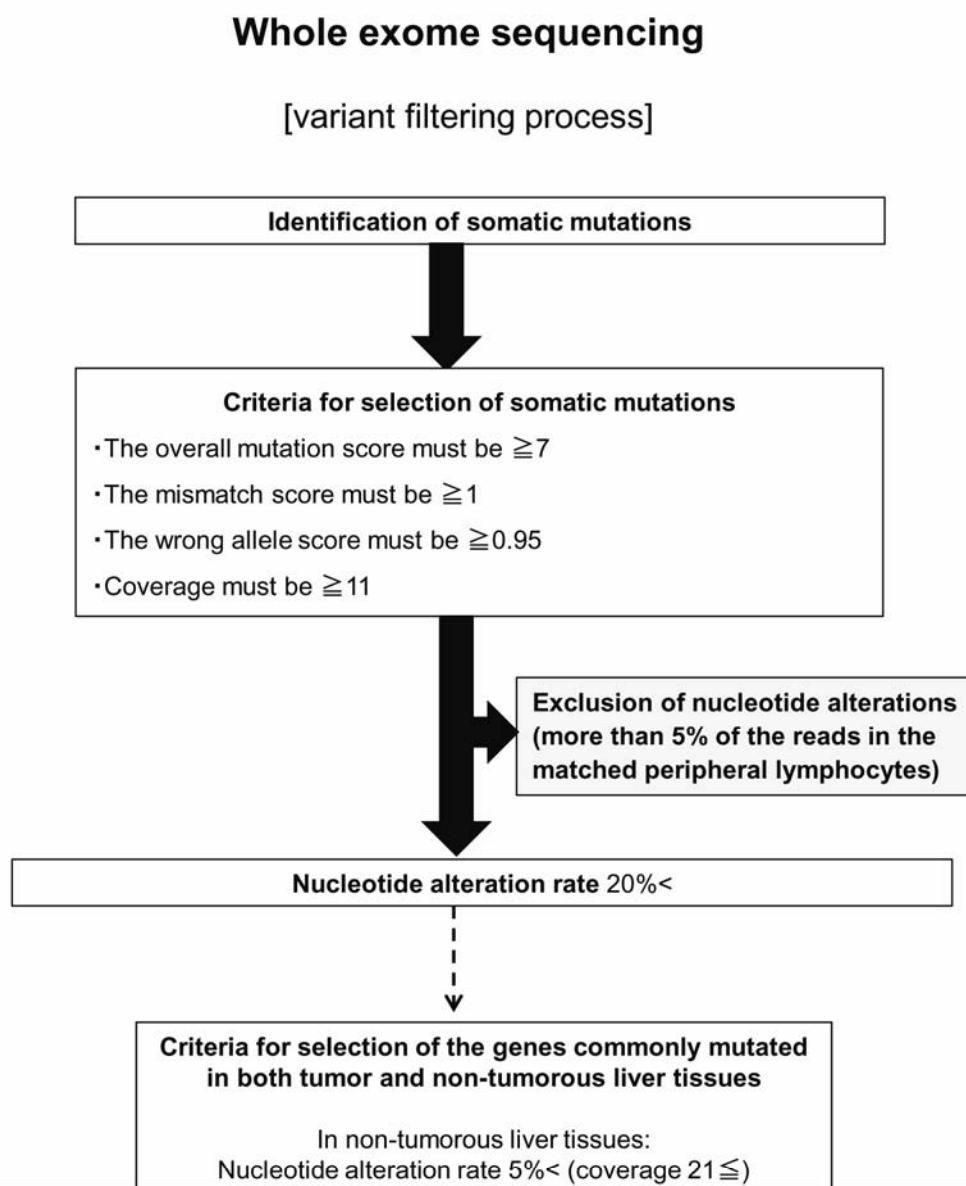 Whole exome sequencing
[variant filtering process]
Identification of somatic mutations
Criteria for selection of somatic mutations
・The overall mutation score must be ≧7
・The mismatch score must be ≧1
・The wrong allele score must be ≧0.95
・Coverage must be ≧11
Exclusion of nucleotide alterations
(more than 5% of the reads in the
matched peripheral lymphocytes)
Nucleotide alteration rate 20%<
Criteria for selection of the genes commonly mutated
in both tumor and non-tumorous liver tissues
In non-tumorous liver tissues:
Nucleotide alteration rate 5%< (coverage 21≦)